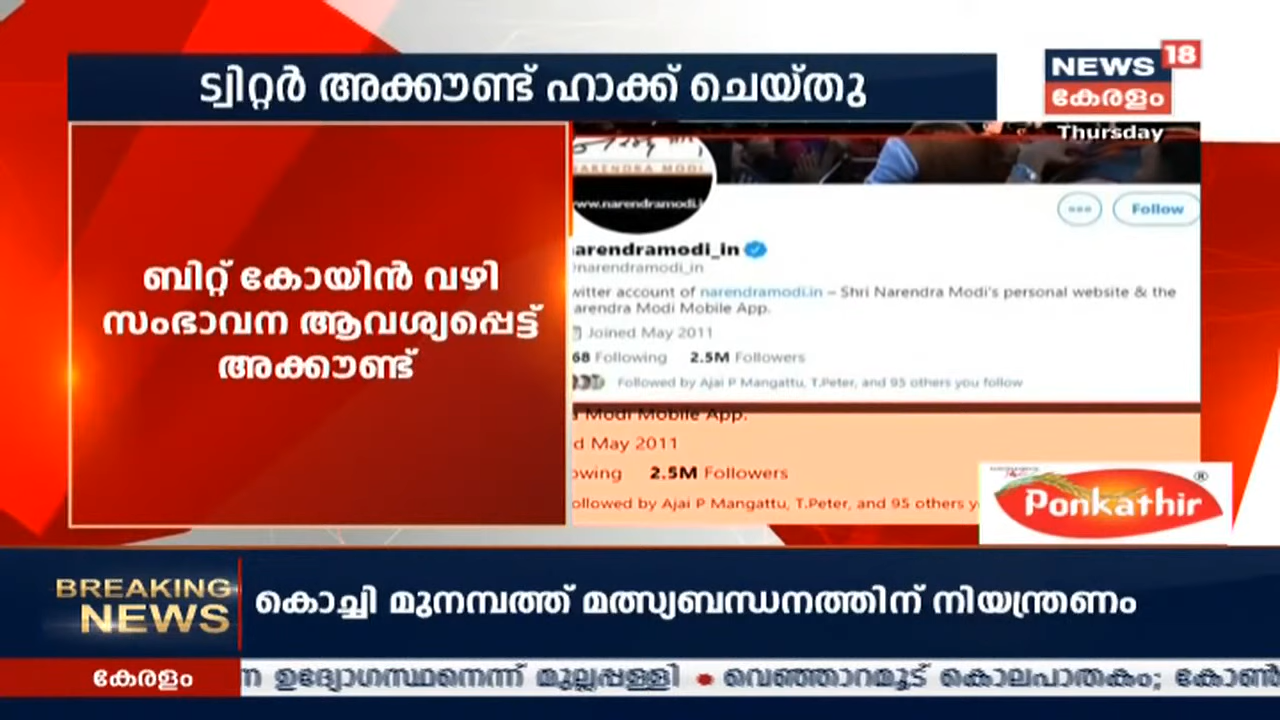 ട്വിറ്റർ അക്കൗണ്ട് ഹാക്ക് ചെയ്തു
NEWS 18
കേരളം
Thursday
ബിറ്റ് കോയിൻ വഴി
സംഭാവന ആവശ്യപ്പെട്ട്
അക്കൗണ്ട്
NARENDRA MODI
www.narendramodi.i
Follow
arendramodi_in
narendramodi_in
witter account of narendramodi.in – Shri Narendra Modi's personal website & the
arendra Modi Mobile App.
Joined May 2011
68 Following 2.5M Followers
Followed by Ajai P Mangattu, T.Peter, and 95 others you follow
a Modi Mobile App.
d May 2011
owing 2.5M Followers
ollowed by Ajai P Mangattu, T.Peter, and 95 others y
Ponkathir ®
BREAKING
NEWS
കൊച്ചി മുനമ്പത്ത് മത്സ്യബന്ധനത്തിന് നിയന്ത്രണം
കേരളം
ന ഉദ്യോഗസ്ഥനെന്ന് മുല്ലപ്പള്ളി • വെഞ്ഞാറമൂട് കൊലപാതകം; കോൺ